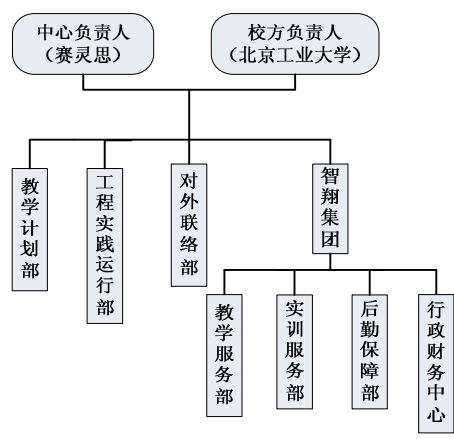 中心负责人
（赛灵思）
校方负责人
（北京工业大学）
教学计划部
工程实践运行部
对外联络部
智翔集团
教学服务部
实训服务部
后勤保障部
行政财务中心